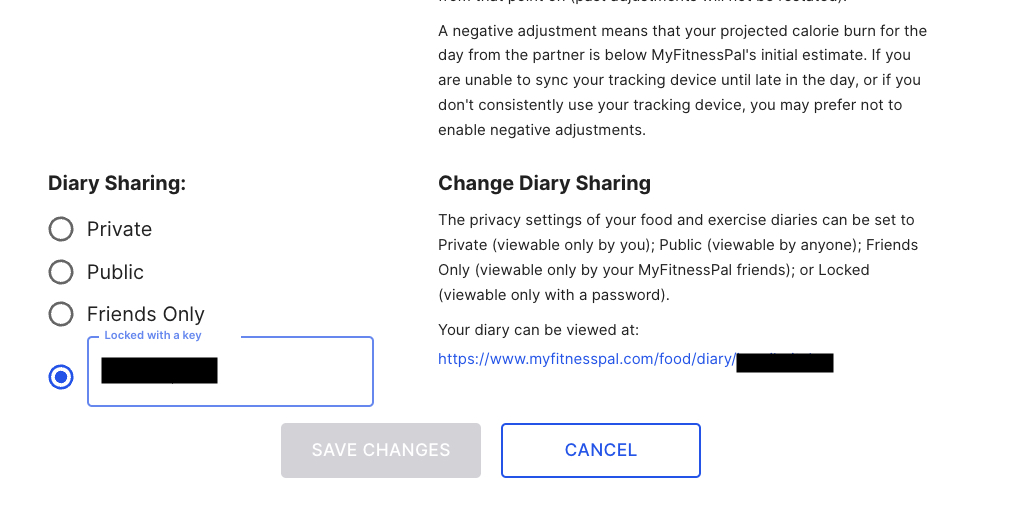 A negative adjustment means that your projected calorie burn for the
day from the partner is below MyFitnessPal's initial estimate. If you
are unable to sync your tracking device until late in the day, or if you
don't consistently use your tracking device, you may prefer not to
enable negative adjustments.
Diary Sharing:
Private
Public
Friends Only
Locked with a key
Change Diary Sharing
The privacy settings of your food and exercise diaries can be set to
Private (viewable only by you); Public (viewable by anyone); Friends
Only (viewable only by your MyFitnessPal friends); or Locked
(viewable only with a password).
Your diary can be viewed at:
https://www.myfitnesspal.com/food/diary/
SAVE CHANGES
CANCEL